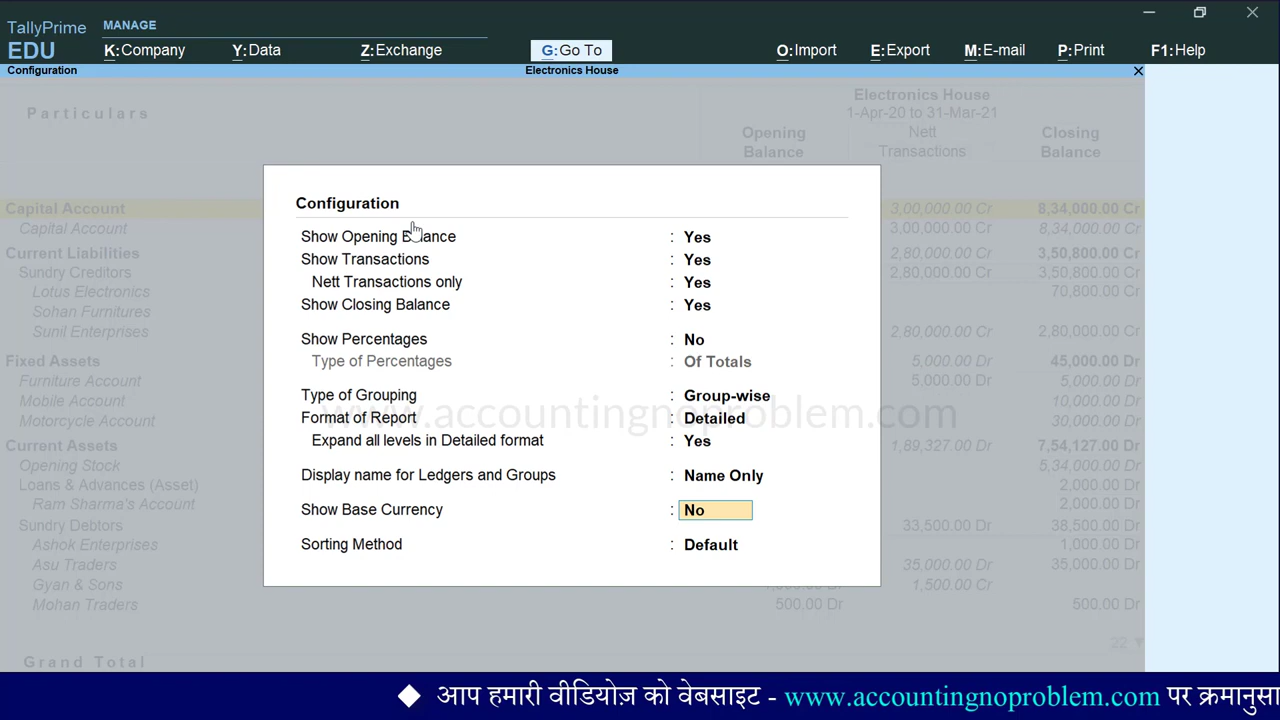 TallyPrime
EDU
MANAGE
K:Company Y:Data Z:Exchange G:Go To O:Import E:Export M:E-mail P:Print F1:Help
Configuration Electronics House
Particulars
Electronics House
1-Apr-20 to 31-Mar-21
Opening Nett Closing
Balance Transactions Balance
Capital Account 3,00,000.00 Cr 8,34,000.00 Cr
Capital Account 3,00,000.00 Cr 8,34,000.00 Cr
Current Liabilities 2,80,000.00 Cr 3,50,800.00 Cr
Sundry Creditors 2,80,000.00 Cr 3,50,800.00 Cr
Lotus Electronics 70,800.00 Cr
Sohan Furnitures
Sunil Enterprises 2,80,000.00 Cr 2,80,000.00 Cr
Fixed Assets 5,000.00 Dr 45,000.00 Dr
Furniture Account 5,000.00 Dr 5,000.00 Dr
Mobile Account 10,000.00 Dr
Motorcycle Account 30,000.00 Dr
Current Assets 1,89,327.00 Dr 7,54,127.00 Dr
Opening Stock 5,34,000.00 Dr
Loans & Advances (Asset) 2,000.00 Dr
Ram Sharma's Account 2,000.00 Dr
Sundry Debtors 33,500.00 Dr 38,500.00 Dr
Ashok Enterprises 1,000.00 Dr
Asu Traders 35,000.00 Dr 35,000.00 Dr
Gyan & Sons 1,500.00 Cr 2,000.00 Dr
Mohan Traders 500.00 Dr 500.00 Dr
22
Grand Total
Configuration
Show Opening Balance : Yes
Show Transactions : Yes
Nett Transactions only : Yes
Show Closing Balance : Yes
Show Percentages : No
Type of Percentages : Of Totals
Type of Grouping : Group-wise
Format of Report : Detailed
Expand all levels in Detailed format : Yes
Display name for Ledgers and Groups : Name Only
Show Base Currency : No
Sorting Method : Default
www.accountingnoproblem.com
आप हमारी वीडियोज़ को वेबसाइट - www.accountingnoproblem.com पर क्रमानुसा